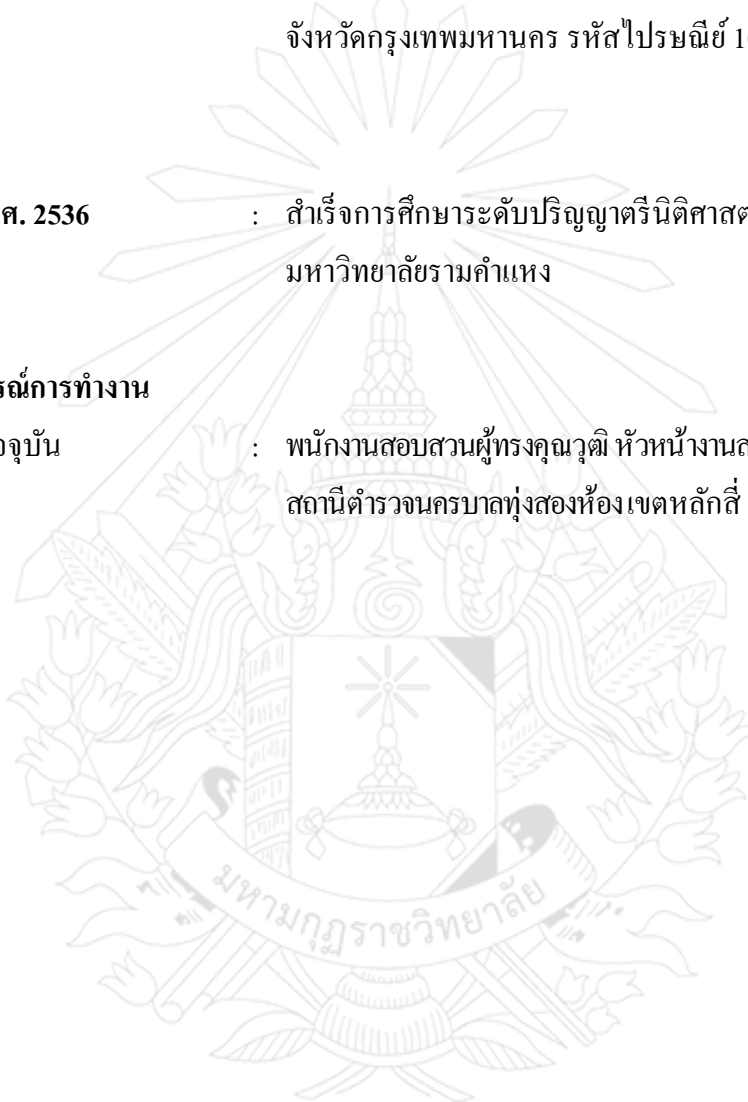 จังหวัดกรุงเทพมหานคร รหัสไปรษณีย์ 1
ศ. 2536 : สำเร็จการศึกษาระดับปริญญาตรีนิติศาสต
มหาวิทยาลัยรามคำแหง
รณ์การทำงาน
จจุบัน : พนักงานสอบสวนผู้ทรงคุณวุฒิ หัวหน้างานส
สถานีตำรวจนครบาลทุ่งสองห้อง เขตหลักสี่
มหามกุฏราชวิทยาลัย